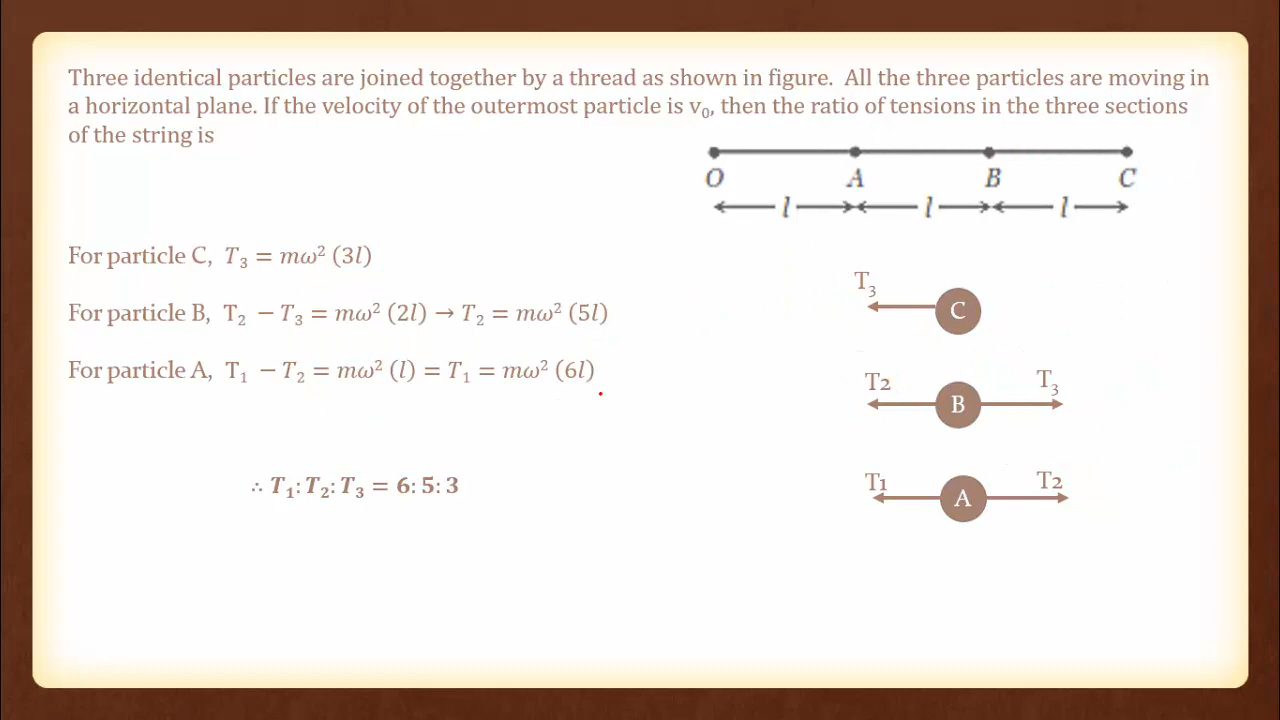 Three identical particles are joined together by a thread as shown in figure.  All the three particles are moving in
a horizontal plane. If the velocity of the outermost particle is v₀, then the ratio of tensions in the three sections
of the string is
O A B C
l l l
For particle C, T₃ = mω² (3l)
For particle B, T₂ − T₃ = mω² (2l) → T₂ = mω² (5l)
For particle A, T₁ − T₂ = mω² (l) = T₁ = mω² (6l)
∴ T₁: T₂: T₃ = 6: 5: 3
T₃
C
T2 T₃
B
T1 T2
A